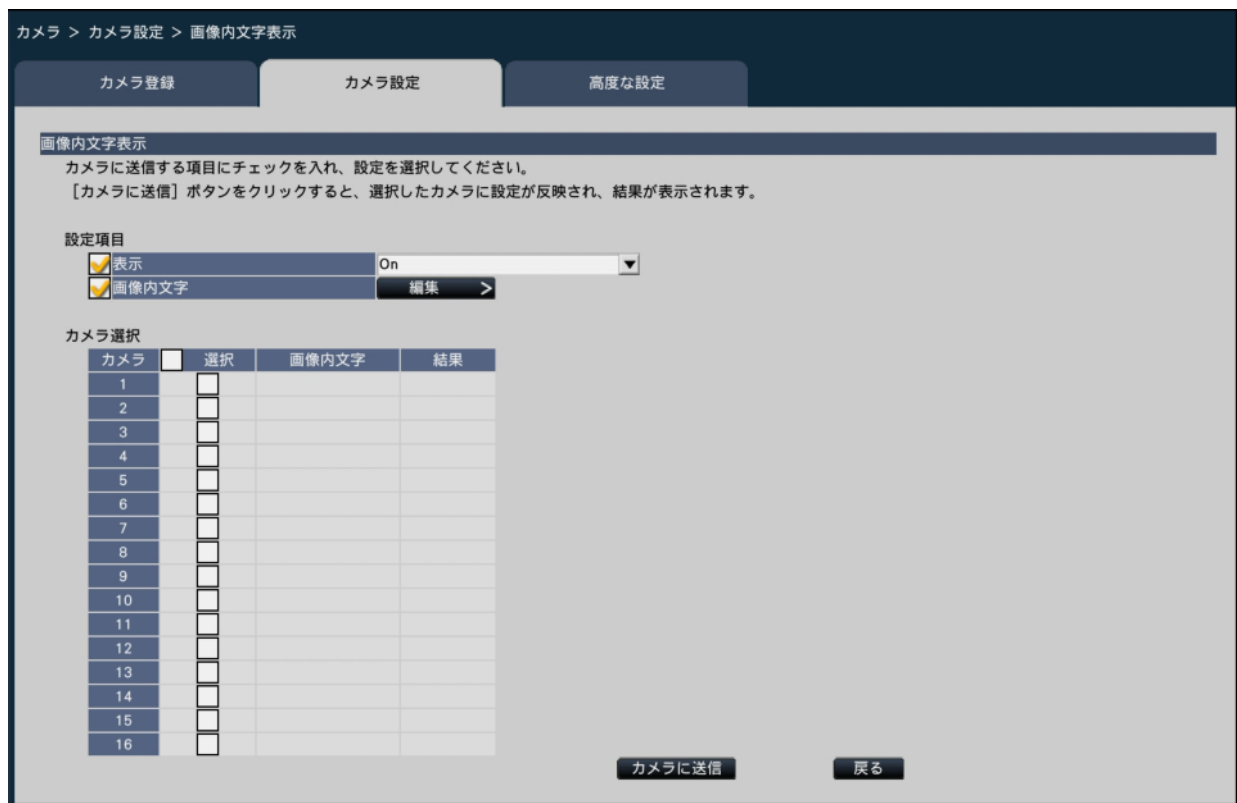 カメラ > カメラ設定 > 画像内文字表示
カメラ登録 カメラ設定 高度な設定
画像内文字表示
カメラに送信する項目にチェックを入れ、設定を選択してください。
［カメラに送信］ボタンをクリックすると、選択したカメラに設定が反映され、結果が表示されます。
設定項目
表示 On
画像内文字 編集 >
カメラ選択
カメラ 選択 画像内文字 結果
1
2
3
4
5
6
7
8
9
10
11
12
13
14
15
16
カメラに送信 戻る